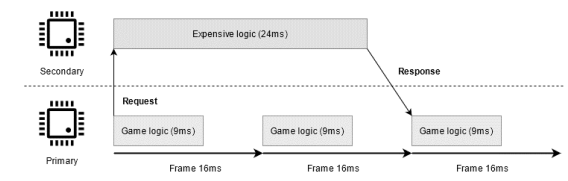 Expensive logic (24ms)
Secondary
Response
Request
Game logic (9ms)
Game logic (9ms)
Game logic (9ms)
Primary
Frame 16ms
Frame 16ms
Frame 16ms